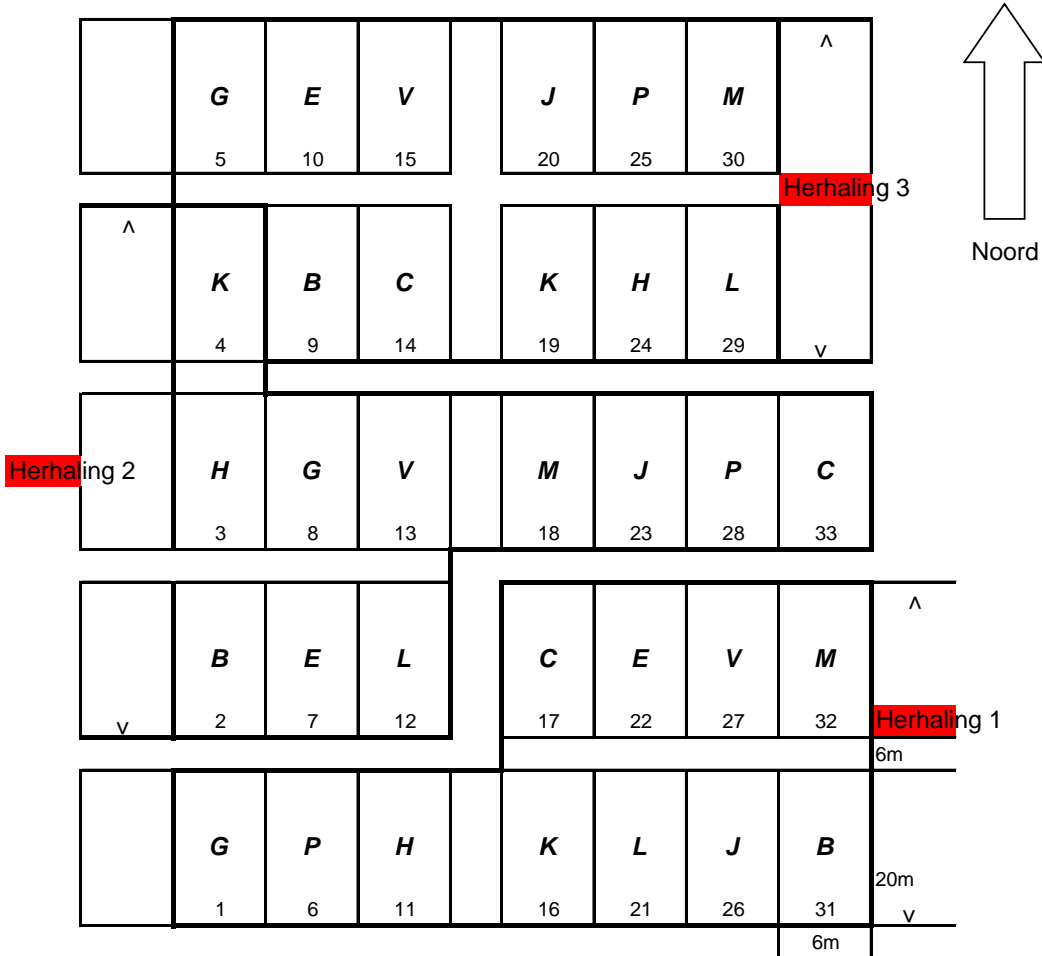 ˄
G E V J P M
5 10 15 20 25 30
Herhaling 3
˄
Noord
K B C K H L
4 9 14 19 24 29 ˅
Herhaling 2 H G V M J P C
3 8 13 18 23 28 33
˄
B E L C E V M
˅ 2 7 12 17 22 27 32 Herhaling 1
6m
G P H K L J B
20m
1 6 11 16 21 26 31 ˅
6m